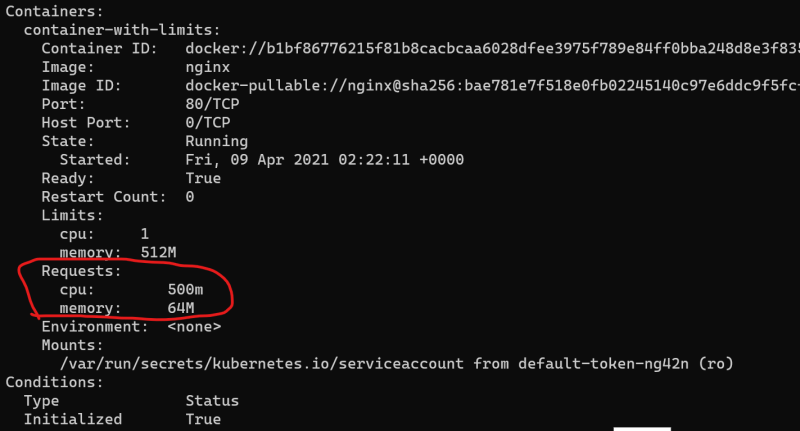 Containers:
container-with-limits:
Container ID: docker://b1bf86776215f81b8cacbcaa6028dfee3975f789e84ff0bba248d8e3f835
Image: nginx
Image ID: docker-pullable://nginx@sha256:bae781e7f518e0fb02245140c97e6ddc9f5fc
Port: 80/TCP
Host Port: 0/TCP
State: Running
Started: Fri, 09 Apr 2021 02:22:11 +0000
Ready: True
Restart Count: 0
Limits:
cpu: 1
memory: 512M
Requests:
cpu: 500m
memory: 64M
Environment: <none>
Mounts:
/var/run/secrets/kubernetes.io/serviceaccount from default-token-ng42n (ro)
Conditions:
Type Status
Initialized True